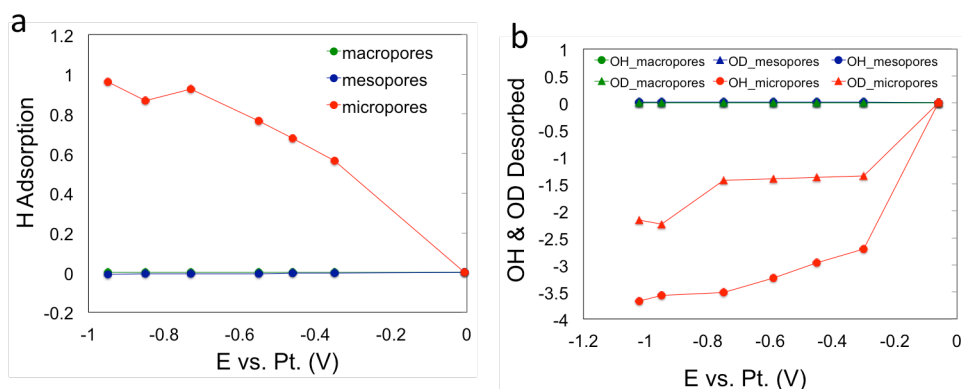 a
1.2
1
0.8
0.6
0.4
0.2
0
-0.2
H Adsorption
macropores
mesopores
micropores
-1 -0.8 -0.6 -0.4 -0.2 0
E vs. Pt. (V)
b
1
0.5
0
-0.5
-1
-1.5
-2
-2.5
-3
-3.5
-4
OH & OD Desorbed
OH_macropores OD_mesopores OH_mesopores
OD_macropores OH_micropores OD_micropores
-1.2 -1 -0.8 -0.6 -0.4 -0.2 0
E vs. Pt. (V)